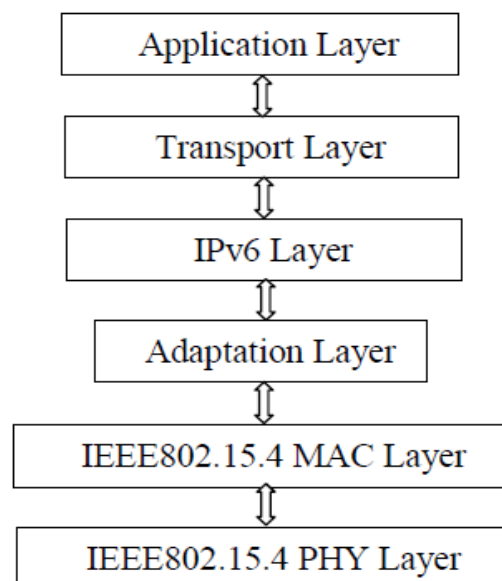 Application Layer
Transport Layer
IPv6 Layer
Adaptation Layer
IEEE802.15.4 MAC Layer
IEEE802.15.4 PHY Layer